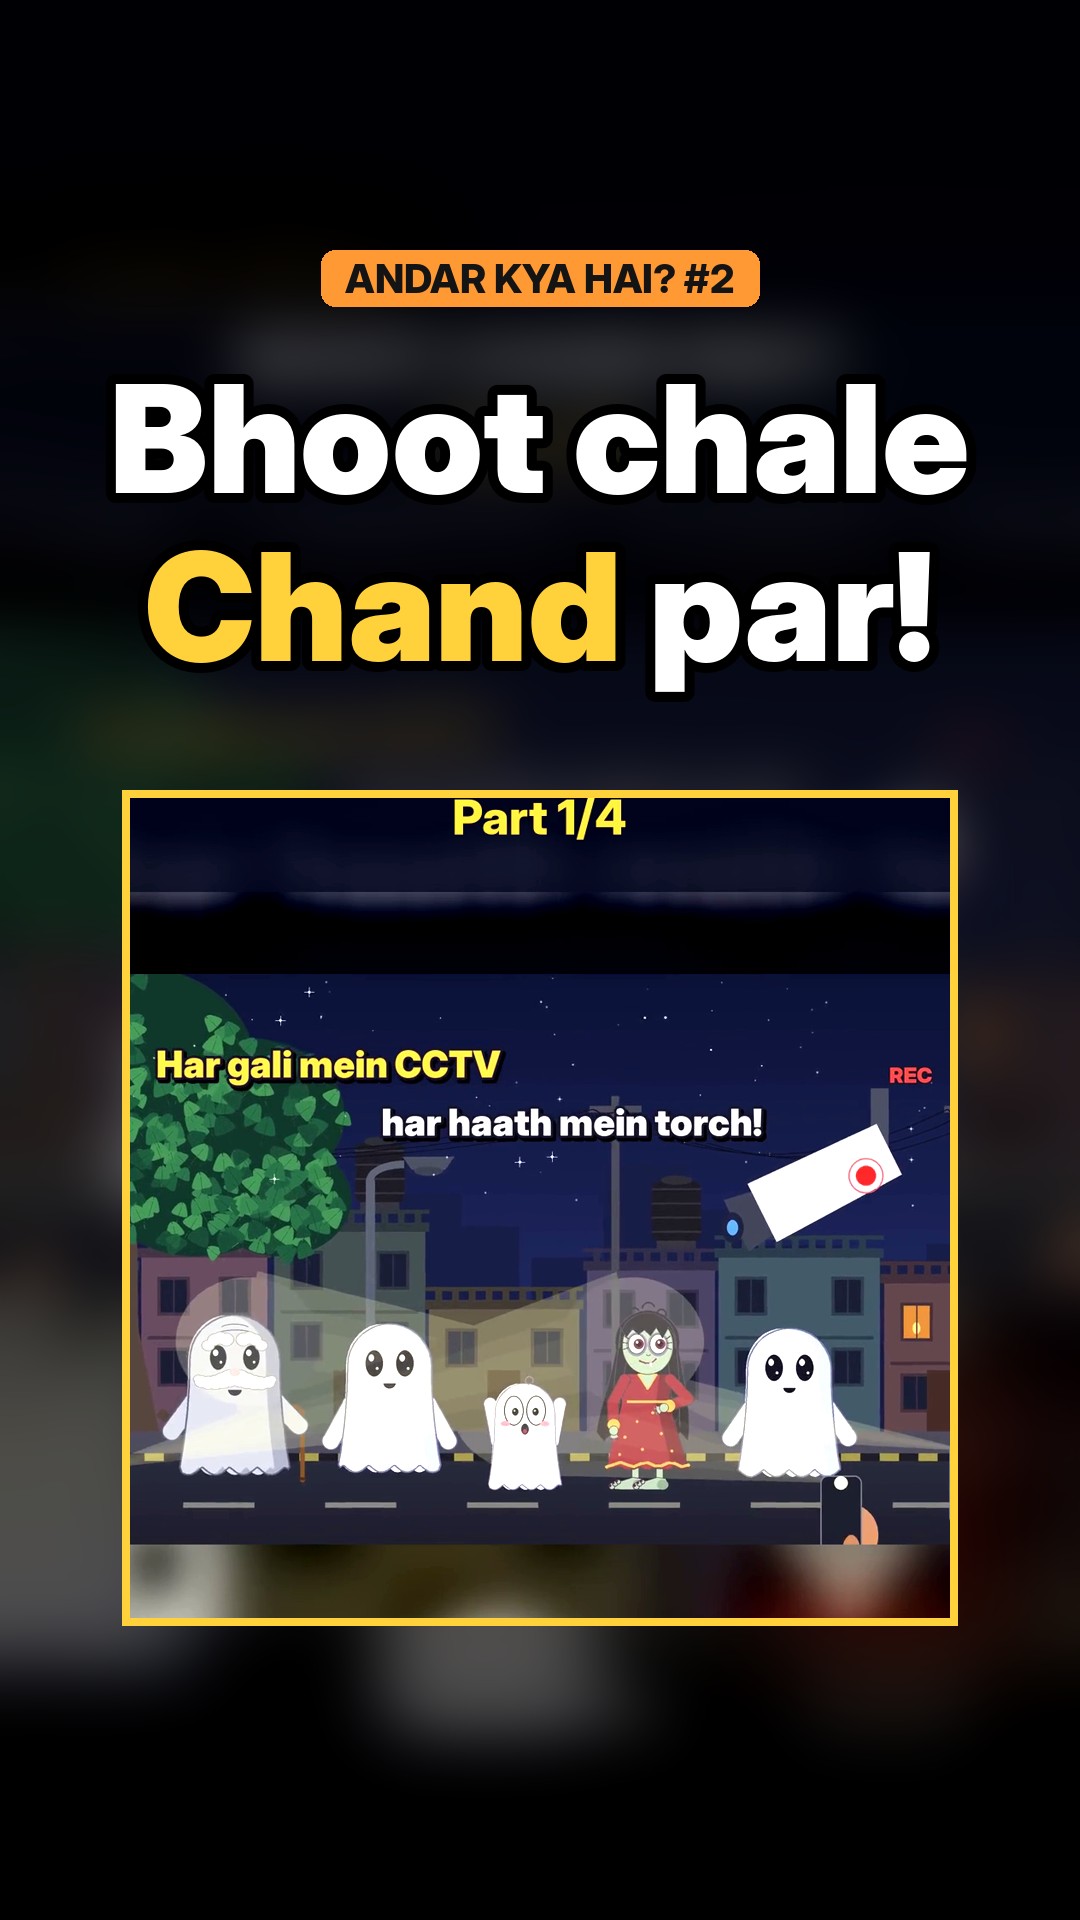 ANDAR KYA HAI? #2
Bhoot chale
Chand par!
Part 1/4
Har gali mein CCTV
REC
har haath mein torch!